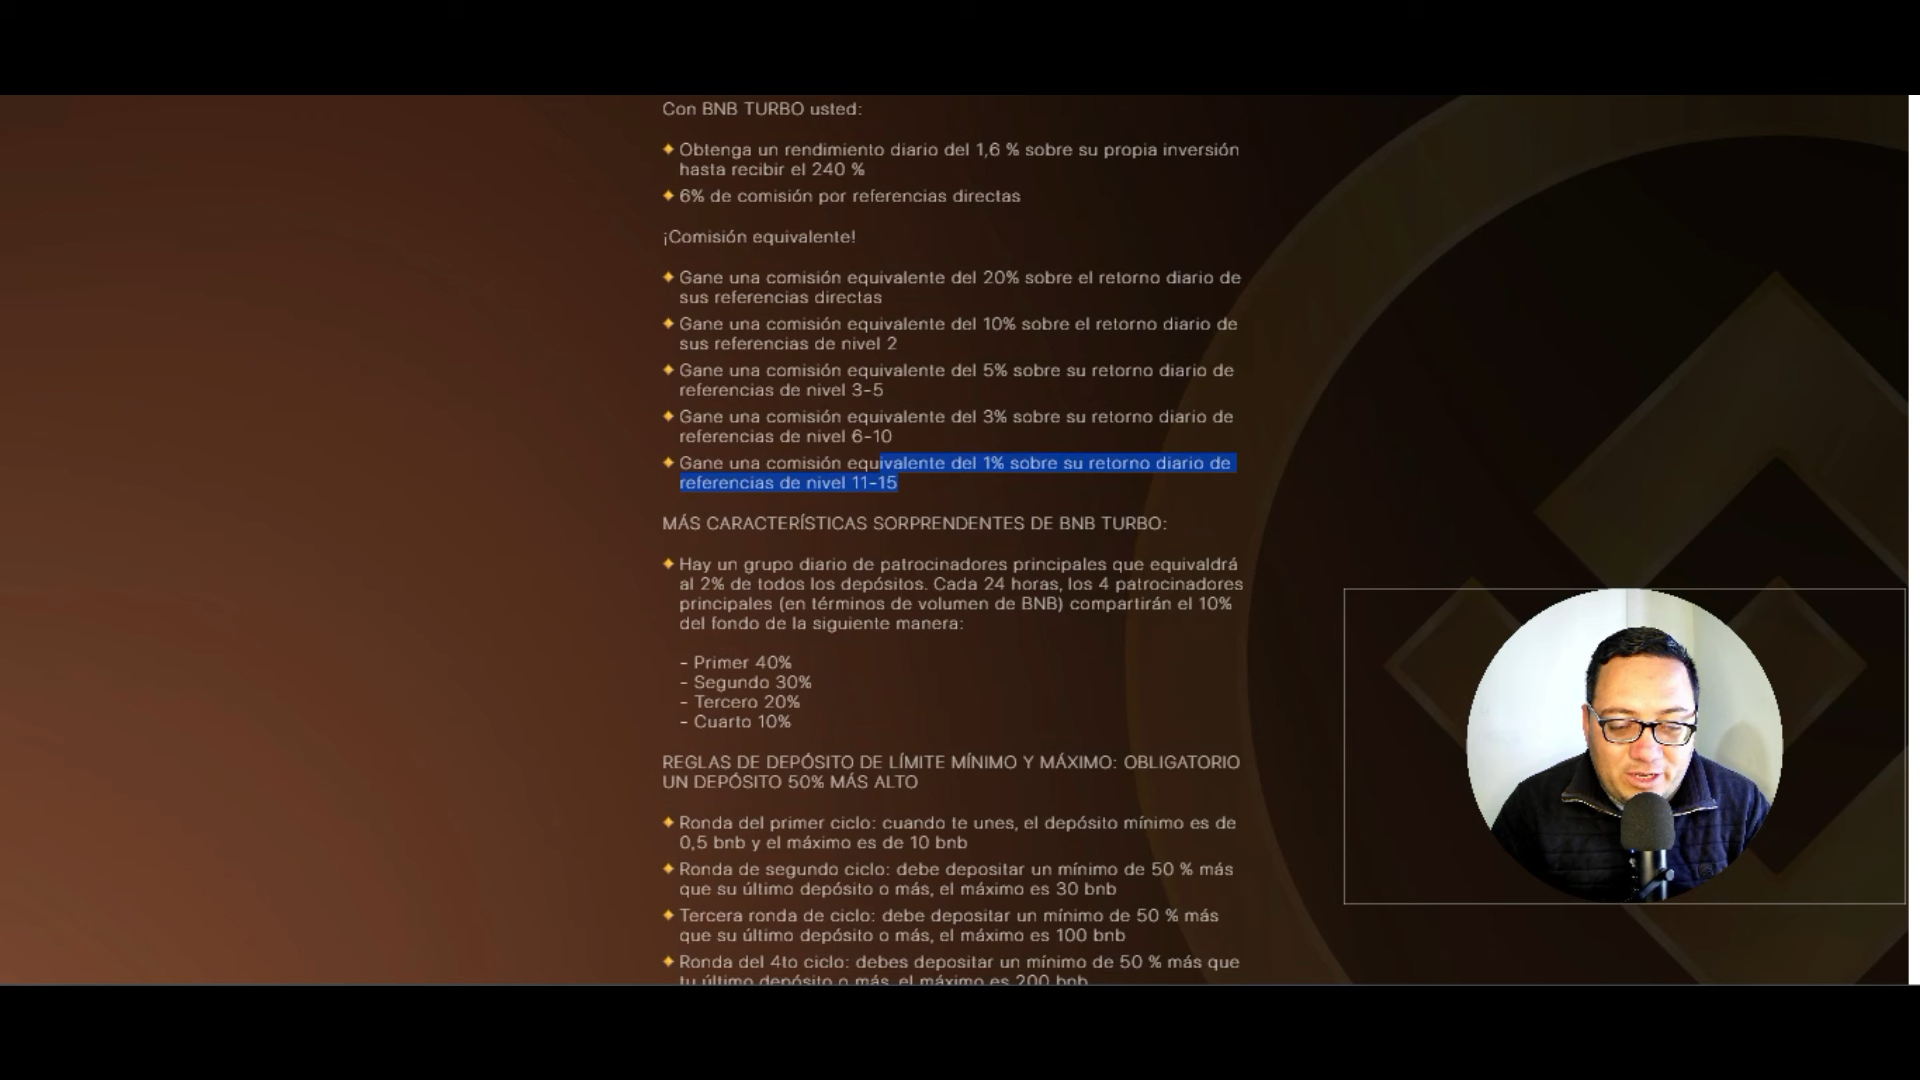 Con BNB TURBO usted:
Obtenga un rendimiento diario del 1,6 % sobre su propia inversión
hasta recibir el 240 %
6% de comisión por referencias directas
¡Comisión equivalente!
Gane una comisión equivalente del 20% sobre el retorno diario de
sus referencias directas
Gane una comisión equivalente del 10% sobre el retorno diario de
sus referencias de nivel 2
Gane una comisión equivalente del 5% sobre su retorno diario de
referencias de nivel 3-5
Gane una comisión equivalente del 3% sobre su retorno diario de
referencias de nivel 6-10
Gane una comisión equivalente del 1% sobre su retorno diario de
referencias de nivel 11-15
MÁS CARACTERÍSTICAS SORPRENDENTES DE BNB TURBO:
Hay un grupo diario de patrocinadores principales que equivaldrá
al 2% de todos los depósitos. Cada 24 horas, los 4 patrocinadores
principales (en términos de volumen de BNB) compartirán el 10%
del fondo de la siguiente manera:
- Primer 40%
- Segundo 30%
- Tercero 20%
- Cuarto 10%
REGLAS DE DEPÓSITO DE LÍMITE MÍNIMO Y MÁXIMO: OBLIGATORIO
UN DEPÓSITO 50% MÁS ALTO
Ronda del primer ciclo: cuando te unes, el depósito mínimo es de
0,5 bnb y el máximo es de 10 bnb
Ronda de segundo ciclo: debe depositar un mínimo de 50 % más
que su último depósito o más, el máximo es 30 bnb
Tercera ronda de ciclo: debe depositar un mínimo de 50 % más
que su último depósito o más, el máximo es 100 bnb
Ronda del 4to ciclo: debes depositar un mínimo de 50 % más que
tu último depósito o más, el máximo es 200 bnb